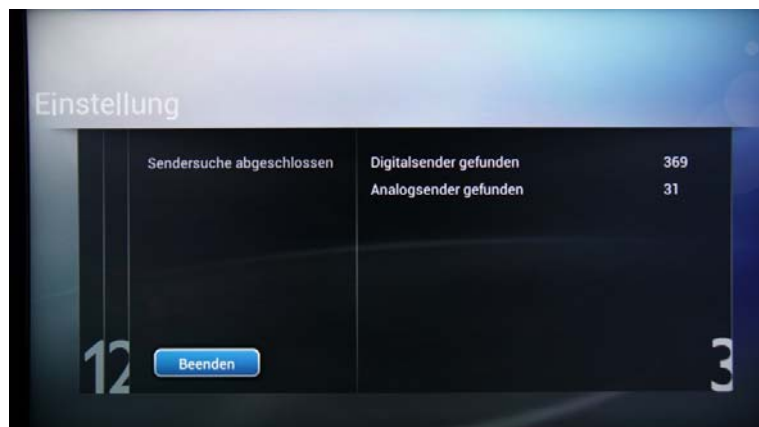 Einstellung
Sendersuche abgeschlossen
Digitalsender gefunden 369
Analogsender gefunden 31
Beenden
12
3